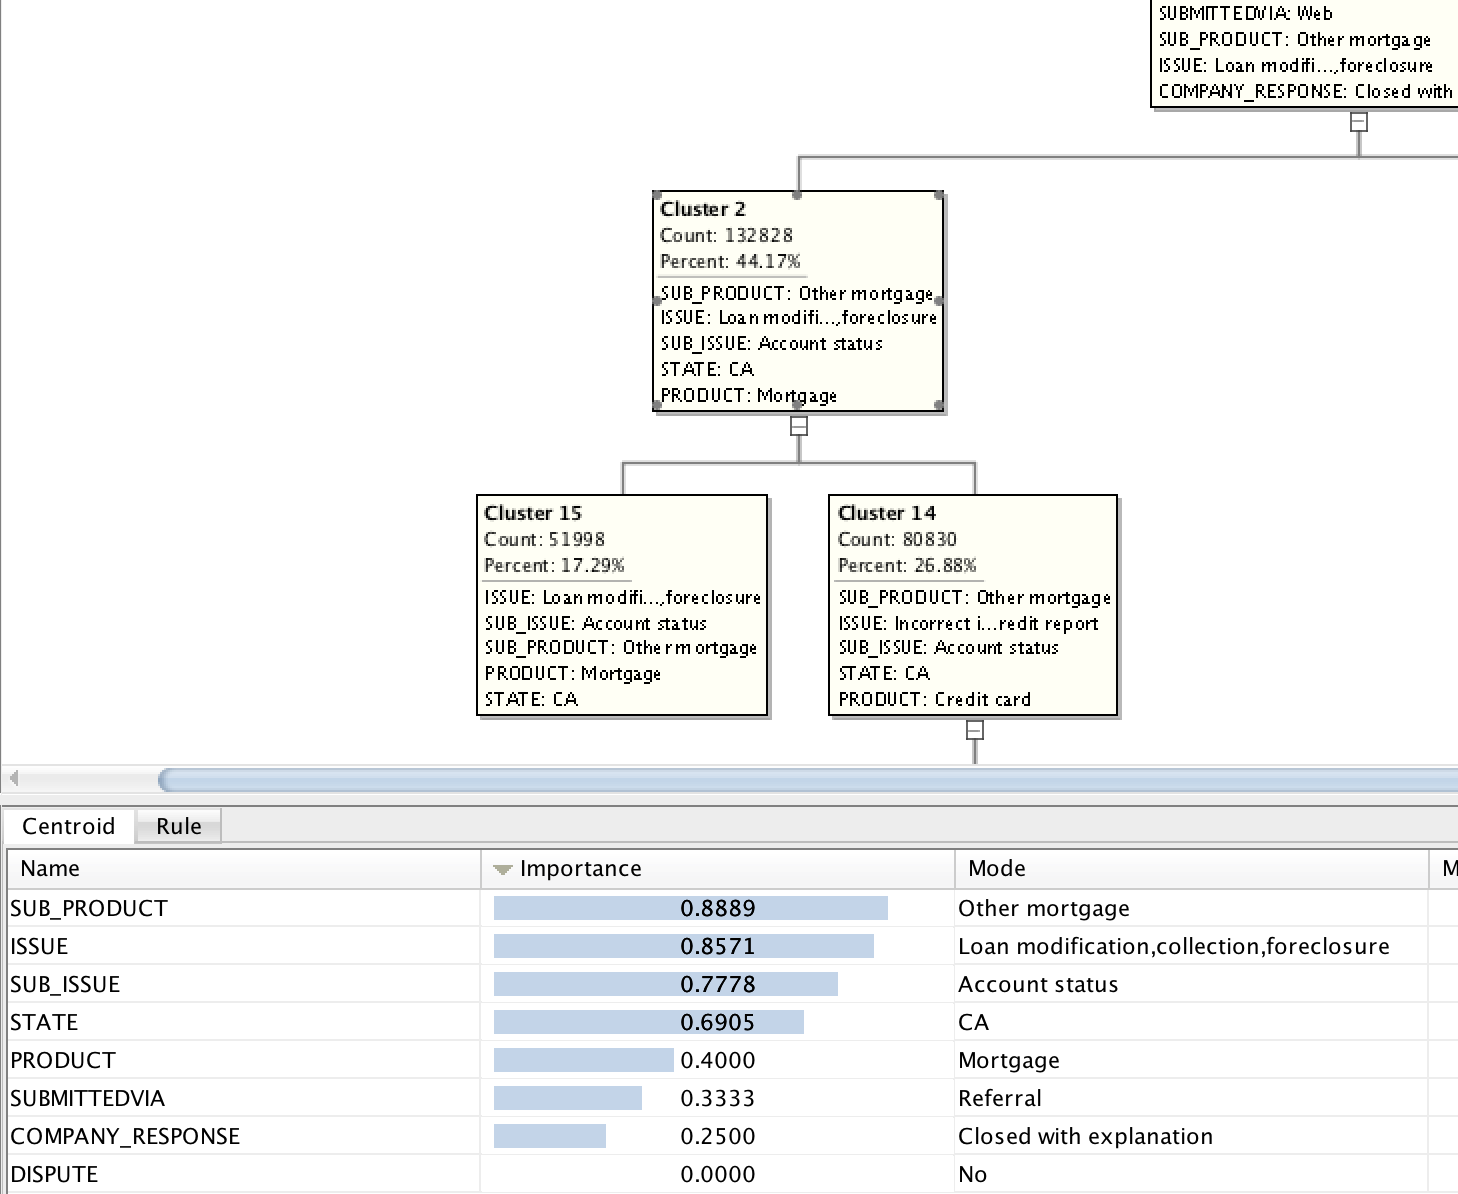 SUBMITTEDVIA: Web
SUB_PRODUCT: Other mortgage
ISSUE: Loan modifi...,foreclosure
COMPANY_RESPONSE: Closed with
Cluster 2
Count: 132828
Percent: 44.17%
SUB_PRODUCT: Other mortgage
ISSUE: Loan modifi...,foreclosure
SUB_ISSUE: Account status
STATE: CA
PRODUCT: Mortgage
Cluster 15
Count: 51998
Percent: 17.29%
ISSUE: Loan modifi...,foreclosure
SUB_ISSUE: Account status
SUB_PRODUCT: Other mortgage
PRODUCT: Mortgage
STATE: CA
Cluster 14
Count: 80830
Percent: 26.88%
SUB_PRODUCT: Other mortgage
ISSUE: Incorrect i...redit report
SUB_ISSUE: Account status
STATE: CA
PRODUCT: Credit card
Centroid Rule
Name Importance Mode M
SUB_PRODUCT 0.8889 Other mortgage
ISSUE 0.8571 Loan modification,collection,foreclosure
SUB_ISSUE 0.7778 Account status
STATE 0.6905 CA
PRODUCT 0.4000 Mortgage
SUBMITTEDVIA 0.3333 Referral
COMPANY_RESPONSE 0.2500 Closed with explanation
DISPUTE 0.0000 No